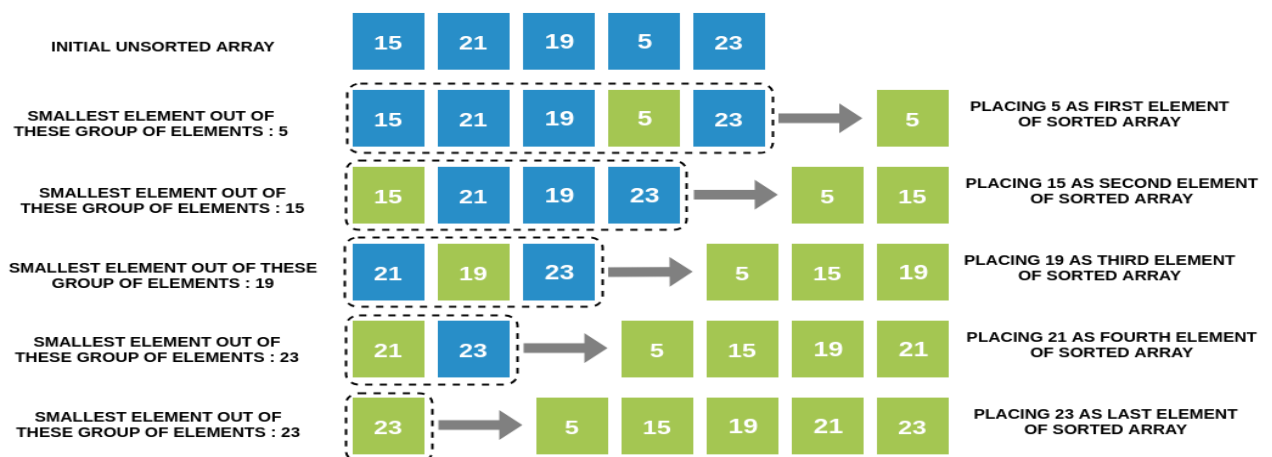 INITIAL UNSORTED ARRAY
15 21 19 5 23
SMALLEST ELEMENT OUT OF
THESE GROUP OF ELEMENTS : 5
15 21 19 5 23
5
PLACING 5 AS FIRST ELEMENT
OF SORTED ARRAY
SMALLEST ELEMENT OUT OF
THESE GROUP OF ELEMENTS : 15
15 21 19 23
5 15
PLACING 15 AS SECOND ELEMENT
OF SORTED ARRAY
SMALLEST ELEMENT OUT OF THESE
GROUP OF ELEMENTS : 19
21 19 23
5 15 19
PLACING 19 AS THIRD ELEMENT
OF SORTED ARRAY
SMALLEST ELEMENT OUT OF
THESE GROUP OF ELEMENTS : 23
21 23
5 15 19 21
PLACING 21 AS FOURTH ELEMENT
OF SORTED ARRAY
SMALLEST ELEMENT OUT OF
THESE GROUP OF ELEMENTS : 23
23
5 15 19 21 23
PLACING 23 AS LAST ELEMENT
OF SORTED ARRAY